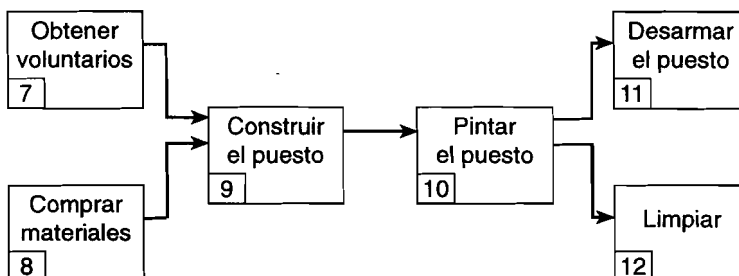 Obtener
voluntarios
7
Comprar
materiales
8
Construir
el puesto
9
Pintar
el puesto
10
Desarmar
el puesto
11
Limpiar
12